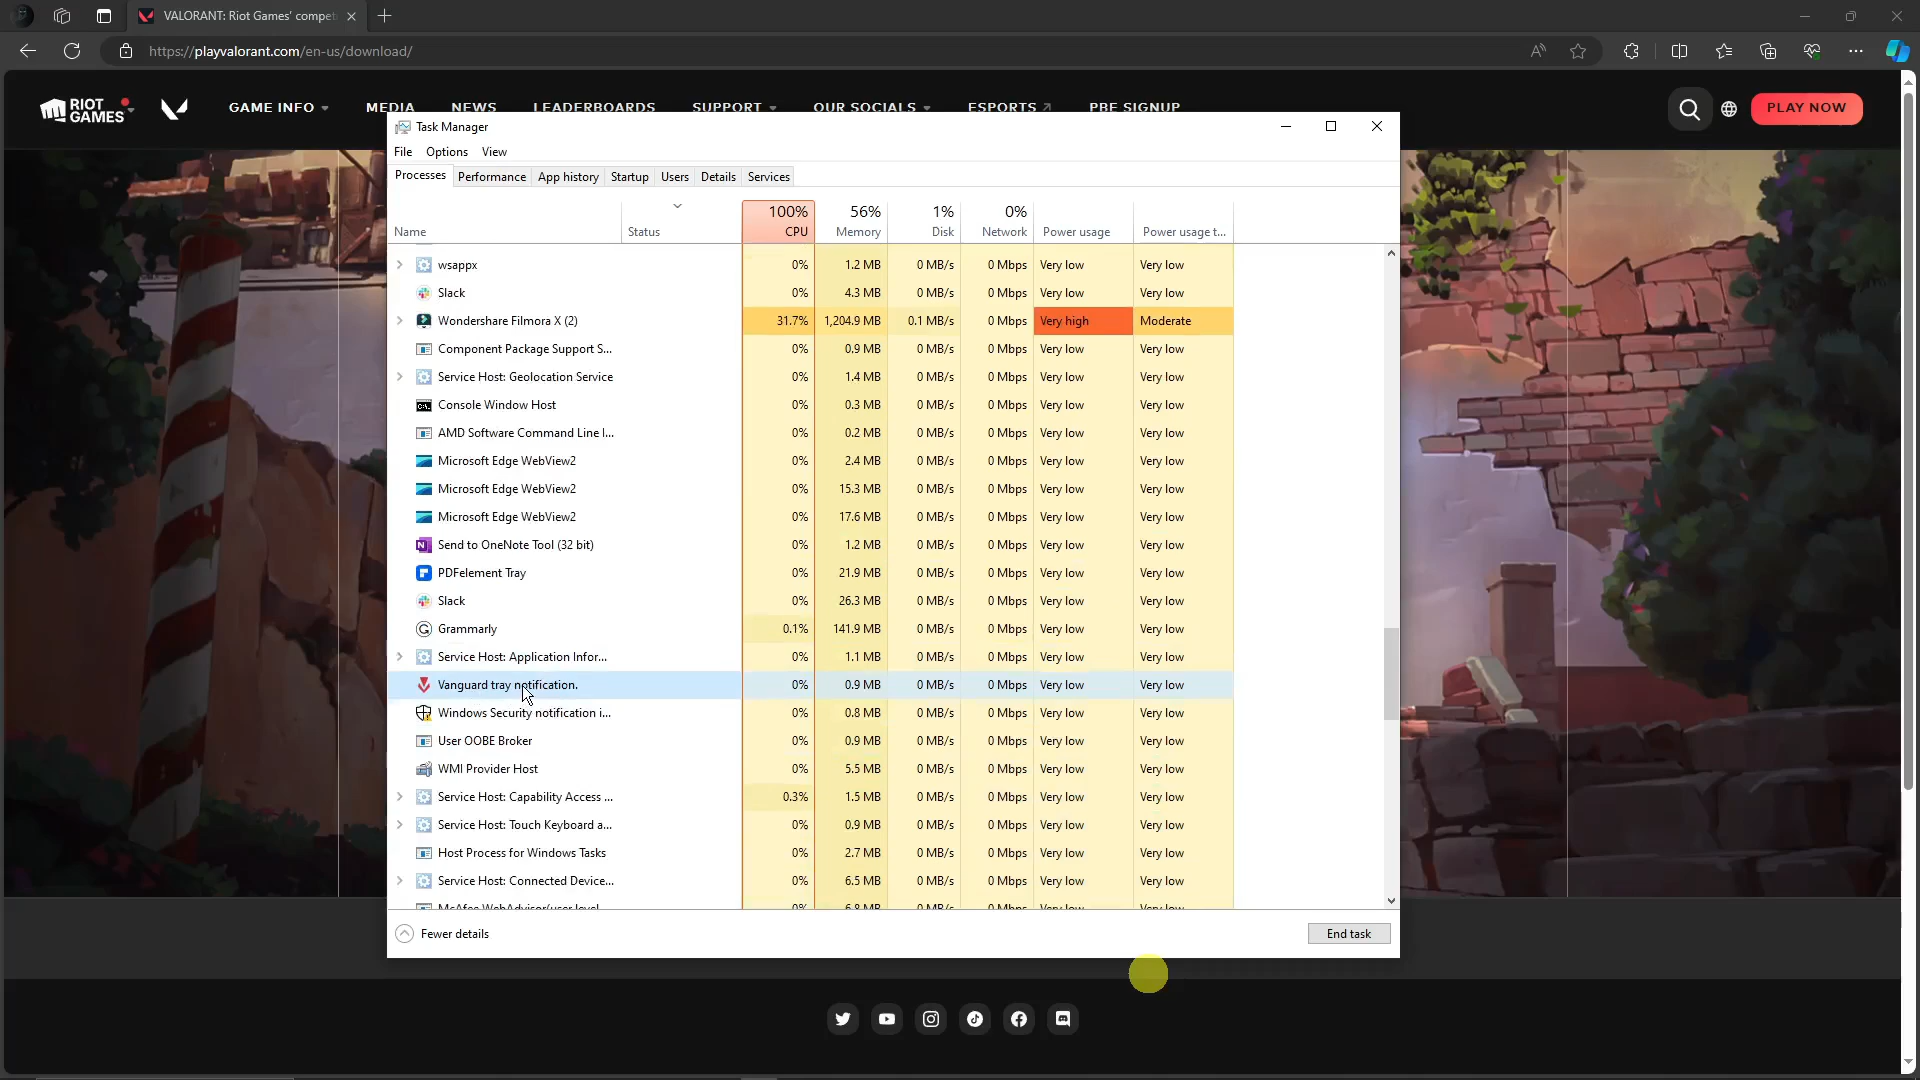 VALORANT: Riot Games' compet
https://playvalorant.com/en-us/download/
RIOT GAMES
GAME INFO MEDIA NEWS LEADERBOARDS SUPPORT OUR SOCIALS ESPORTS PBE SIGNUP PLAY NOW
Task Manager
File Options View
Processes Performance App history Startup Users Details Services
100% 56% 1% 0%
Name Status CPU Memory Disk Network Power usage Power usage t...
wsappx 0% 1.2 MB 0 MB/s 0 Mbps Very low Very low
Slack 0% 4.3 MB 0 MB/s 0 Mbps Very low Very low
Wondershare Filmora X (2) 31.7% 1,204.9 MB 0.1 MB/s 0 Mbps Very high Moderate
Component Package Support S... 0% 0.9 MB 0 MB/s 0 Mbps Very low Very low
Service Host: Geolocation Service 0% 1.4 MB 0 MB/s 0 Mbps Very low Very low
Console Window Host 0% 0.3 MB 0 MB/s 0 Mbps Very low Very low
AMD Software Command Line I... 0% 0.2 MB 0 MB/s 0 Mbps Very low Very low
Microsoft Edge WebView2 0% 2.4 MB 0 MB/s 0 Mbps Very low Very low
Microsoft Edge WebView2 0% 15.3 MB 0 MB/s 0 Mbps Very low Very low
Microsoft Edge WebView2 0% 17.6 MB 0 MB/s 0 Mbps Very low Very low
Send to OneNote Tool (32 bit) 0% 1.2 MB 0 MB/s 0 Mbps Very low Very low
PDFelement Tray 0% 21.9 MB 0 MB/s 0 Mbps Very low Very low
Slack 0% 26.3 MB 0 MB/s 0 Mbps Very low Very low
Grammarly 0.1% 141.9 MB 0 MB/s 0 Mbps Very low Very low
Service Host: Application Infor... 0% 1.1 MB 0 MB/s 0 Mbps Very low Very low
Vanguard tray notification. 0% 0.9 MB 0 MB/s 0 Mbps Very low Very low
Windows Security notification i... 0% 0.8 MB 0 MB/s 0 Mbps Very low Very low
User OOBE Broker 0% 0.9 MB 0 MB/s 0 Mbps Very low Very low
WMI Provider Host 0% 5.5 MB 0 MB/s 0 Mbps Very low Very low
Service Host: Capability Access ... 0.3% 1.5 MB 0 MB/s 0 Mbps Very low Very low
Service Host: Touch Keyboard a... 0% 0.9 MB 0 MB/s 0 Mbps Very low Very low
Host Process for Windows Tasks 0% 2.7 MB 0 MB/s 0 Mbps Very low Very low
Service Host: Connected Device... 0% 6.5 MB 0 MB/s 0 Mbps Very low Very low
McAfee WebAdvisor(user level 0% 6.8 MB 0 MB/s 0 Mbps Very low Very low
Fewer details End task